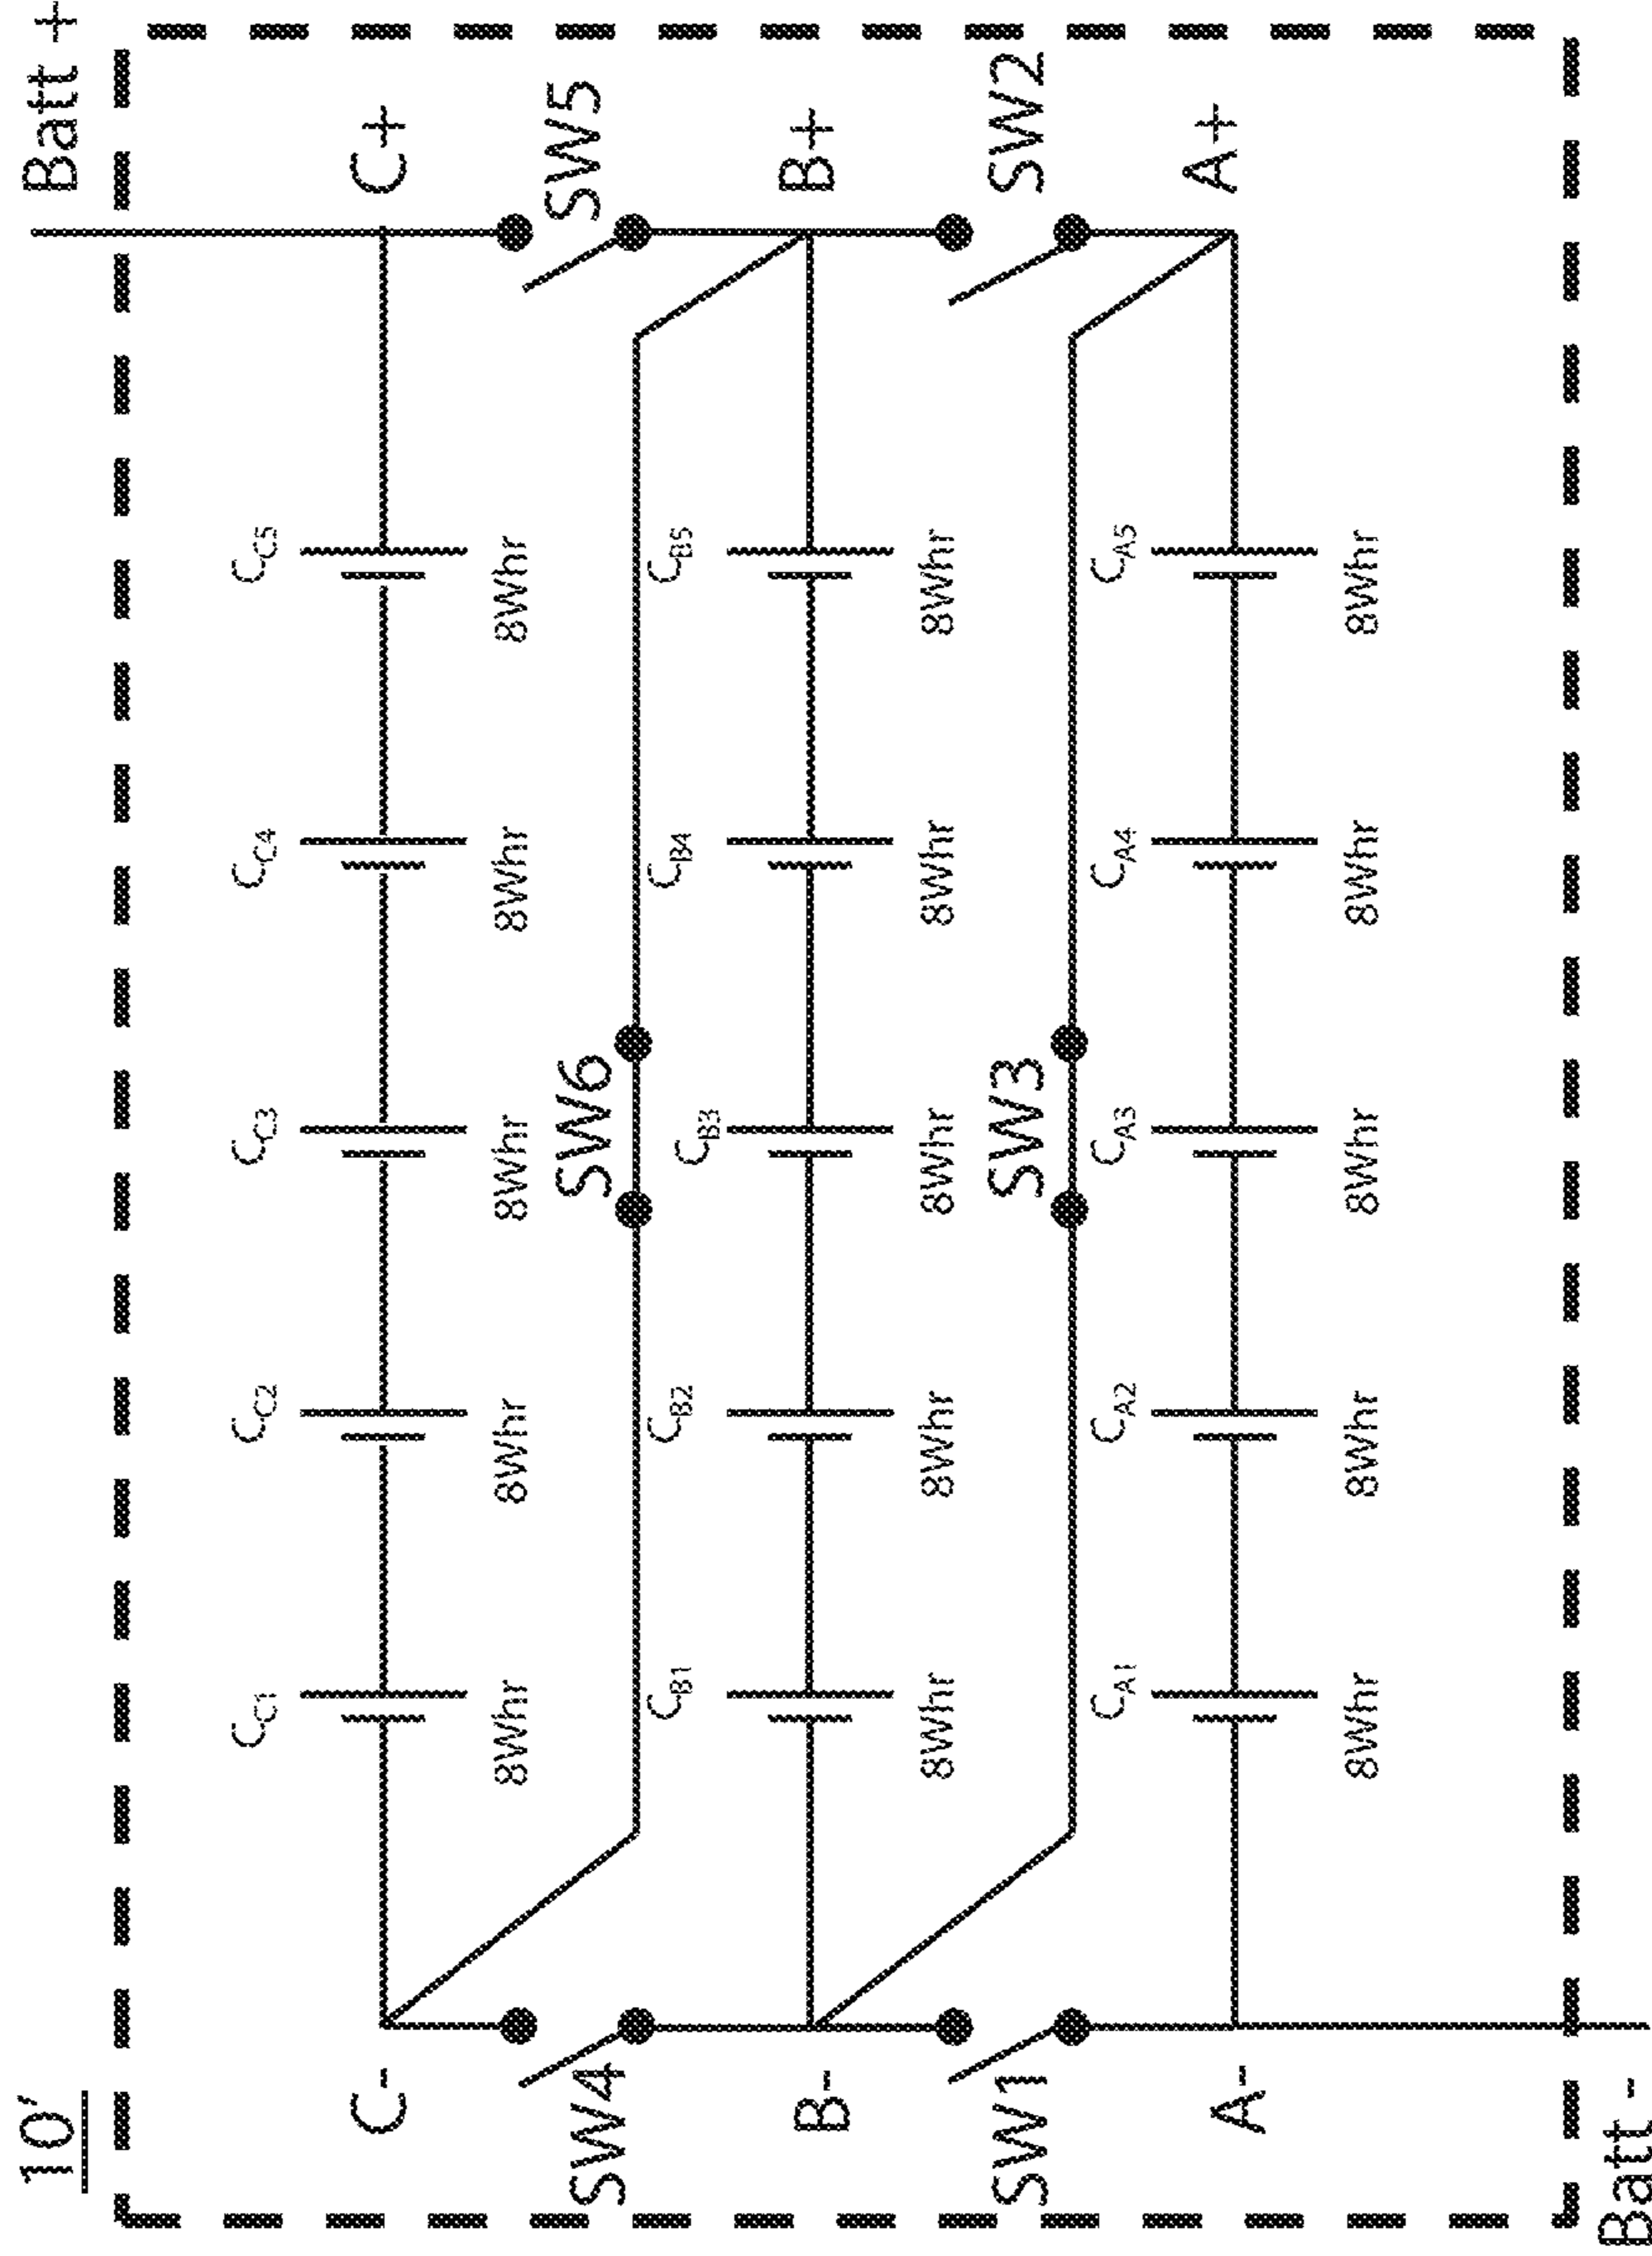 10′
Batt +
C_C1 C_C2 C_C3 C_C4 C_C5
C- C+
8Whr 8Whr 8Whr 8Whr 8Whr
SW4 SW6 SW5
C_B1 C_B2 C_B3 C_B4 C_B5
B- B+
8Whr 8Whr 8Whr 8Whr 8Whr
SW1 SW3 SW2
C_A1 C_A2 C_A3 C_A4 C_A5
A- A+
8Whr 8Whr 8Whr 8Whr 8Whr
Batt -